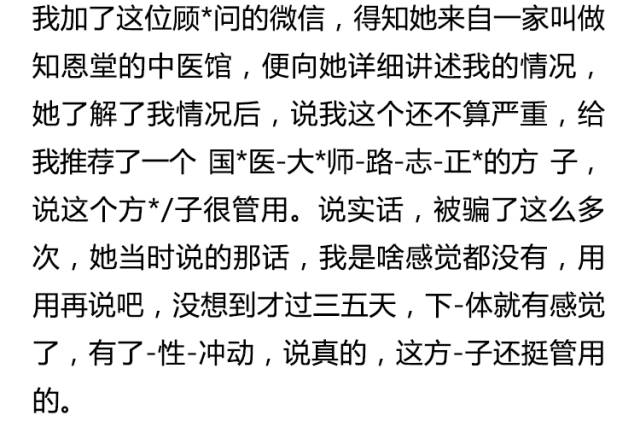 我加了这位顾*问的微信，得知她来自一家叫做
知恩堂的中医馆，便向她详细讲述我的情况，
她了解了我情况后，说我这个还不算严重，给
我推荐了一个 国*医-大*师-路-志-正*的方 子，
说这个方*/子很管用。说实话，被骗了这么多
次，她当时说的那话，我是啥感觉都没有，用
用再说吧，没想到才过三五天，下-体就有感觉
了，有了-性-冲动，说真的，这方-子还挺管用
的。